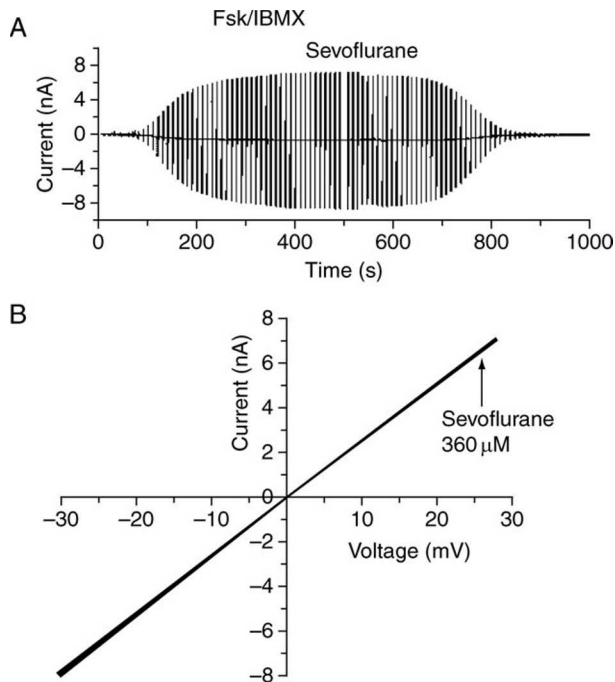 A
Fsk/IBMX
Sevoflurane
8
4
0
−4
−8
Current (nA)
0 200 400 600 800 1000
Time (s)
B
8
6
4
2
0
−2
−4
−6
−8
Current (nA)
−30 −20 −10 10 20 30
Voltage (mV)
Sevoflurane
360 μM